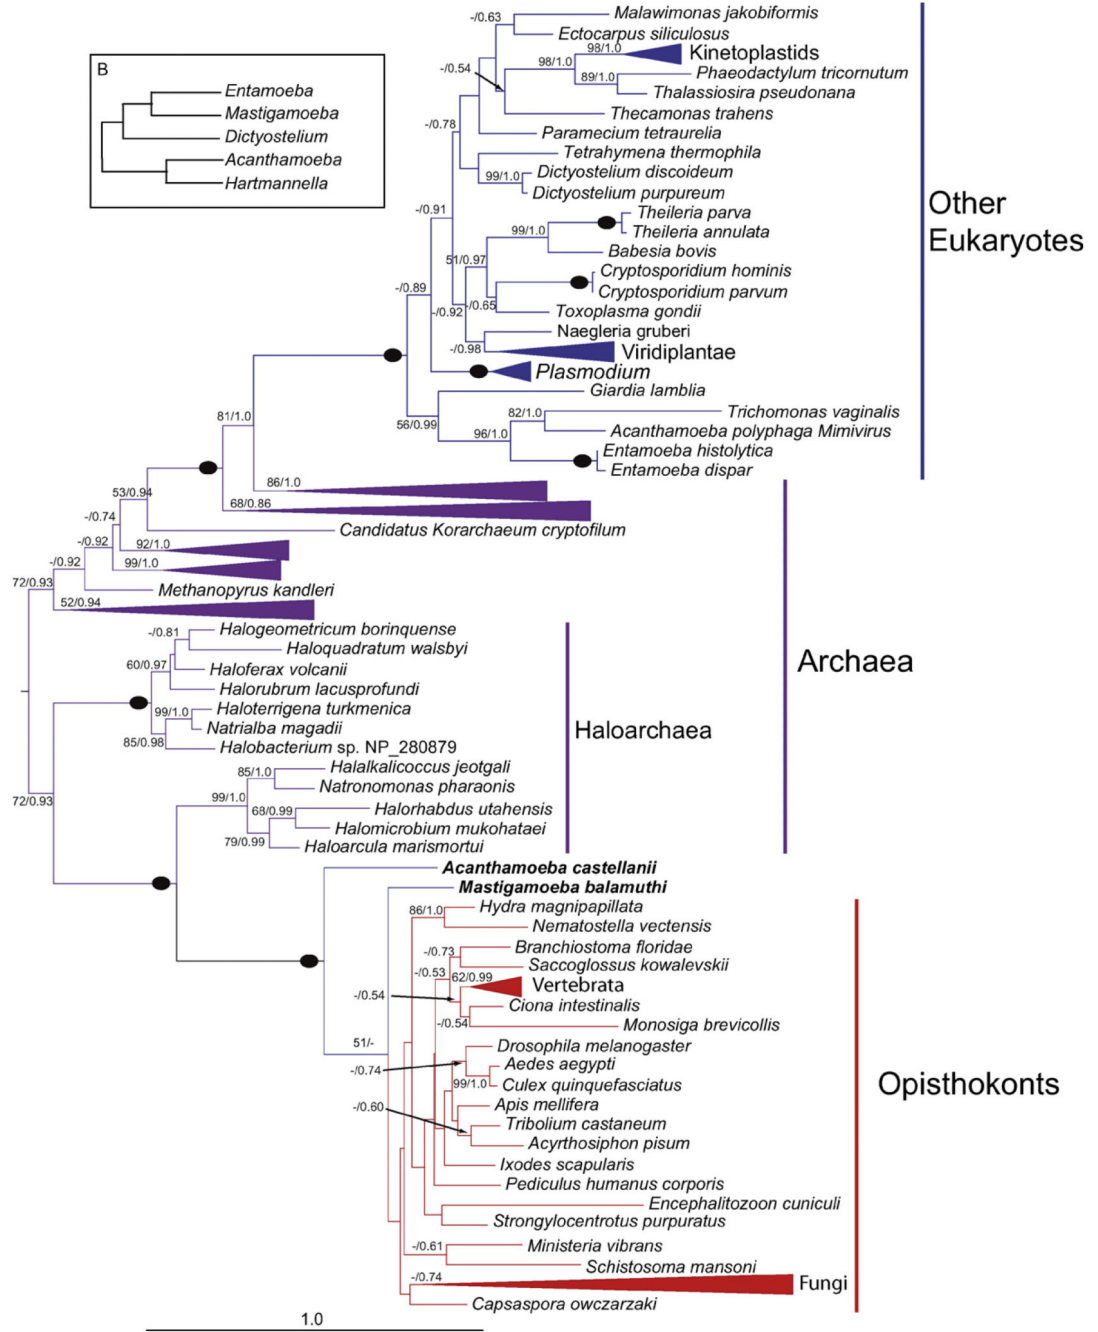 -/0.63
Malawimonas jakobiformis
Ectocarpus siliculosus
98/1.0
Kinetoplastids
-/0.54
98/1.0
Phaeodactylum tricornutum
89/1.0
Thalassiosira pseudonana
Thecamonas trahens
-/0.78
Paramecium tetraurelia
Tetrahymena thermophila
99/1.0
Dictyostelium discoideum
Dictyostelium purpureum
B
Entamoeba
Mastigamoeba
Dictyostelium
Acanthamoeba
Hartmannella
Other
Eukaryotes
-/0.91
Theileria parva
99/1.0
Theileria annulata
Babesia bovis
51/0.97
Cryptosporidium hominis
Cryptosporidium parvum
-/0.89
-/0.92
-/0.65
Toxoplasma gondii
Naegleria gruberi
-/0.98
Viridiplantae
Plasmodium
Giardia lamblia
81/1.0
56/0.99
82/1.0
Trichomonas vaginalis
96/1.0
Acanthamoeba polyphaga Mimivirus
Entamoeba histolytica
Entamoeba dispar
86/1.0
53/0.94
68/0.86
-/0.74
Candidatus Korarchaeum cryptofilum
-/0.92
92/1.0
-/0.92
99/1.0
72/0.93
Methanopyrus kandleri
52/0.94
-/0.81
Halogeometricum borinquense
Haloquadratum walsbyi
60/0.97
Haloferax volcanii
Halorubrum lacusprofundi
Archaea
99/1.0
Haloterrigena turkmenica
Natrialba magadii
85/0.98
Halobacterium sp. NP_280879
Haloarchaea
85/1.0
Halalkalicoccus jeotgali
Natronomonas pharaonis
72/0.93
99/1.0
68/0.99
Halorhabdus utahensis
Halomicrobium mukohataei
79/0.99
Haloarcula marismortui
Acanthamoeba castellanii
Mastigamoeba balamuthi
86/1.0
Hydra magnipapillata
Nematostella vectensis
-/0.73
Branchiostoma floridae
Saccoglossus kowalevskii
-/0.53
62/0.99
Vertebrata
-/0.54
Ciona intestinalis
-/0.54
Monosiga brevicollis
51/-
Drosophila melanogaster
-/0.74
Aedes aegypti
99/1.0
Culex quinquefasciatus
Opisthokonts
-/0.60
Apis mellifera
Tribolium castaneum
Acyrthosiphon pisum
Ixodes scapularis
Pediculus humanus corporis
Encephalitozoon cuniculi
Strongylocentrotus purpuratus
-/0.61
Ministeria vibrans
Schistosoma mansoni
-/0.74
Fungi
Capsaspora owczarzaki
1.0